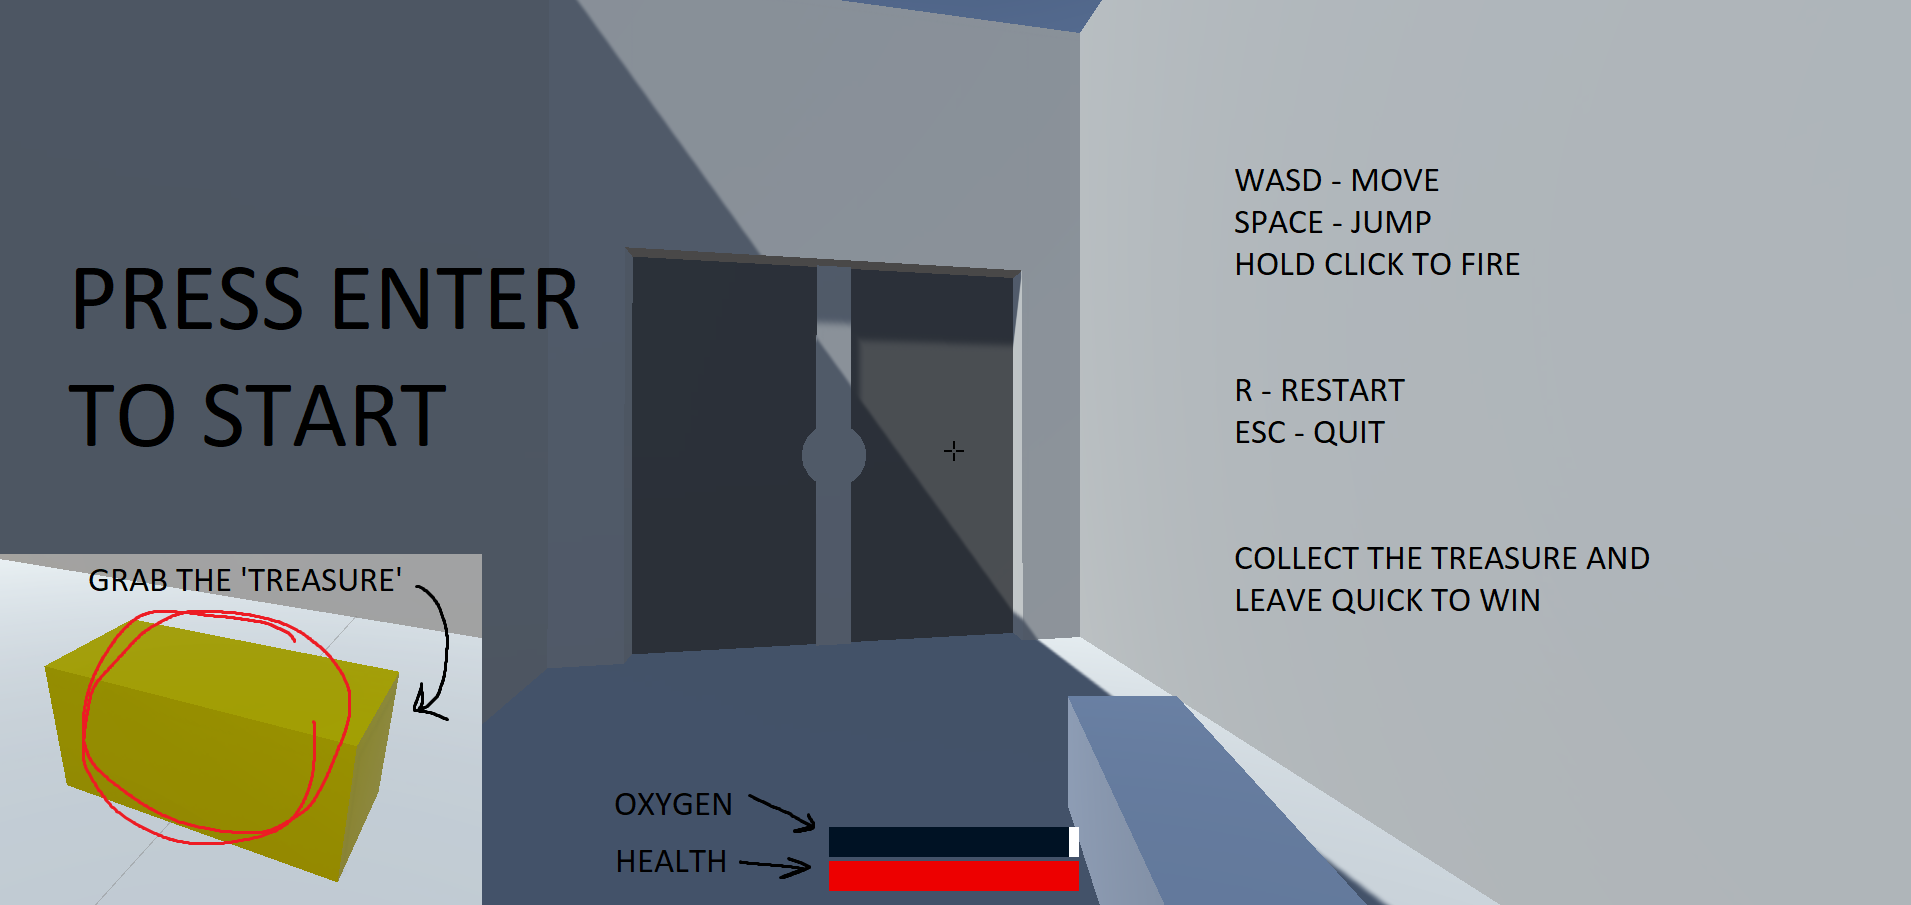 PRESS ENTER
TO START
WASD - MOVE
SPACE - JUMP
HOLD CLICK TO FIRE
R - RESTART
ESC - QUIT
COLLECT THE TREASURE AND
LEAVE QUICK TO WIN
GRAB THE 'TREASURE'
OXYGEN
HEALTH